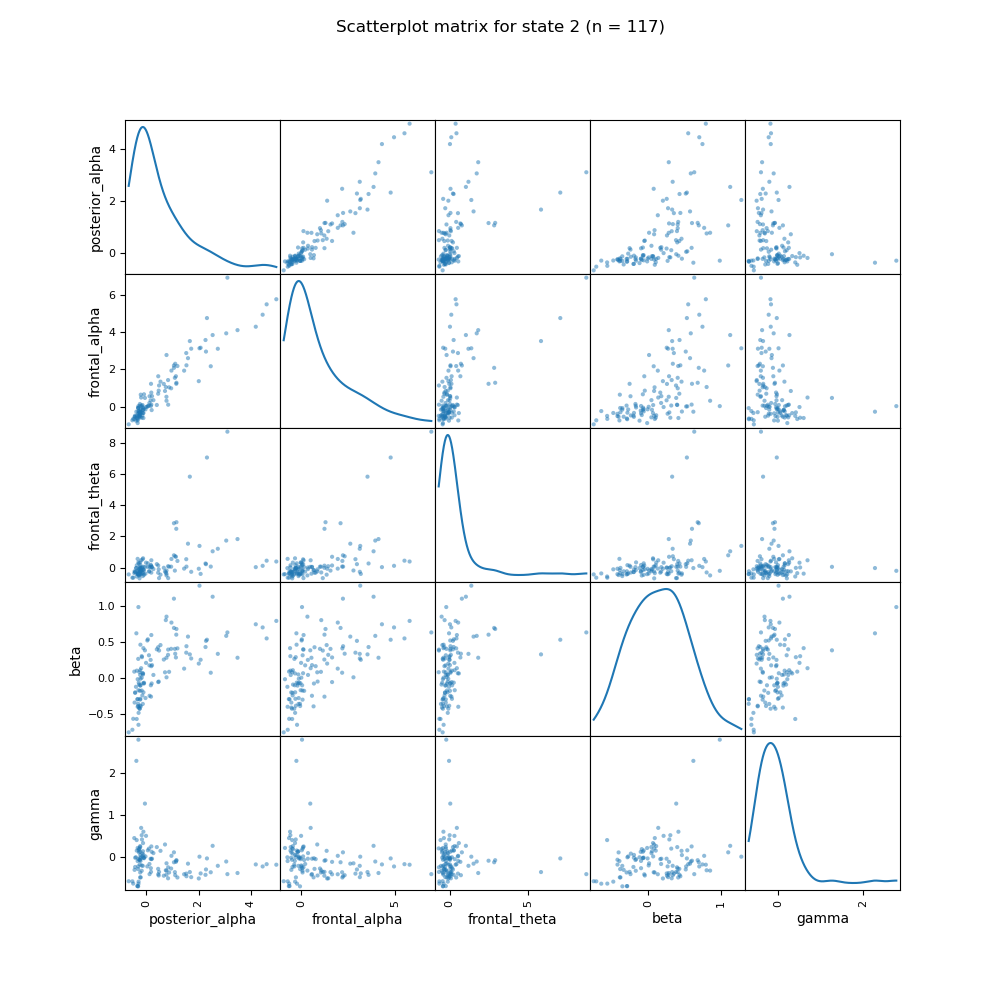 Scatterplot matrix for state 2 (n = 117)
posterior_alpha
4
2
0
frontal_alpha
6
4
2
0
frontal_theta
8
6
4
2
0
beta
1.0
0.5
0.0
−0.5
gamma
2
1
0
0 2 4
0 5
0 5
0 1
0 2
posterior_alpha frontal_alpha frontal_theta beta gamma